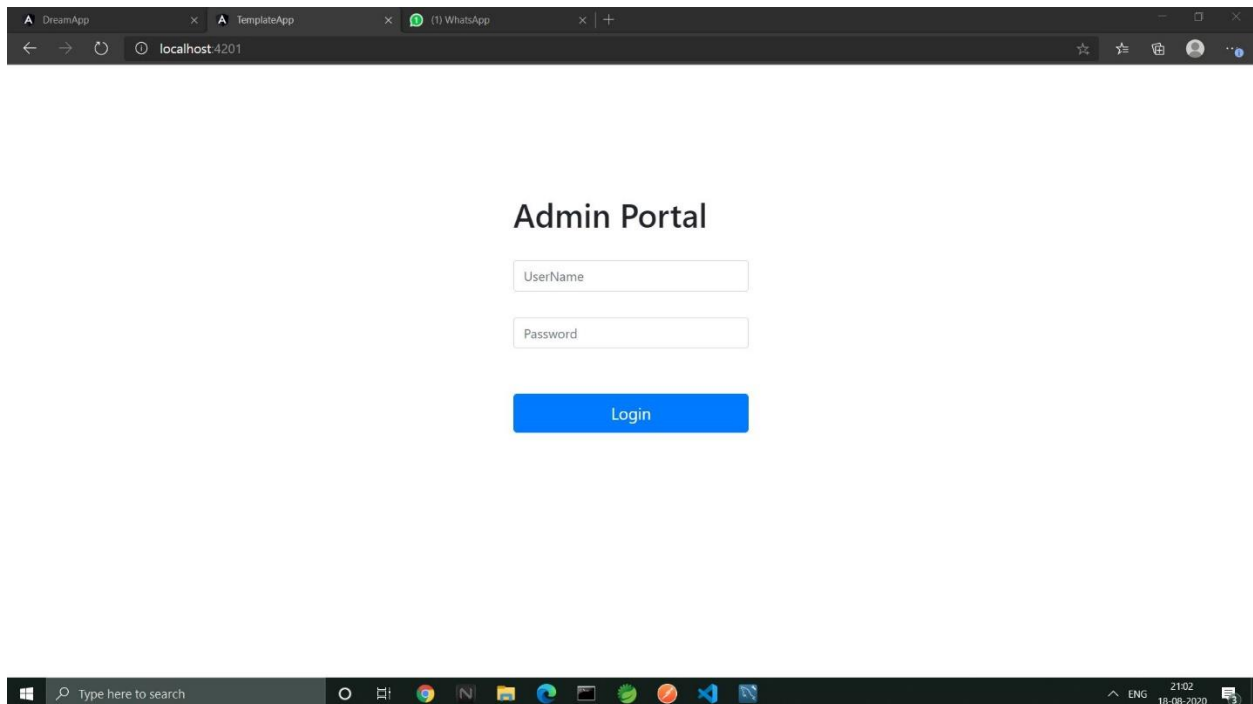 DreamApp
TemplateApp
(1) WhatsApp
localhost:4201
Admin Portal
UserName
Password
Login
Type here to search
ENG
21:02
18-08-2020
3